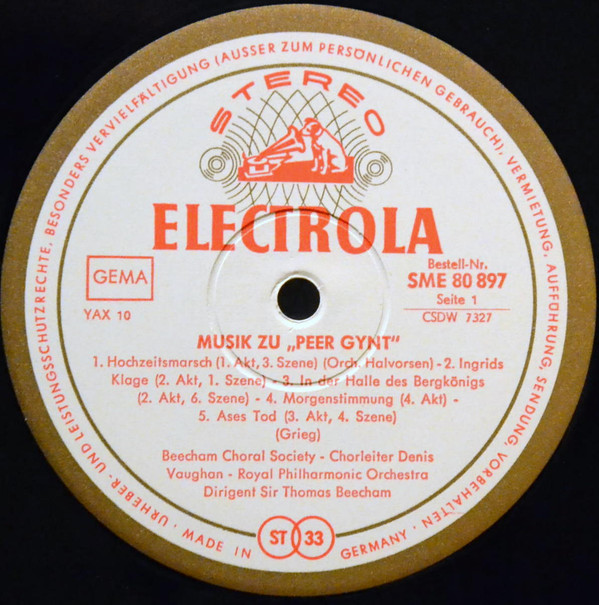 URHEBER- UND LEISTUNGSSCHUTZRECHTE, BESONDERS VERVIELFÄLTIGUNG (AUSSER ZUM PERSÖNLICHEN GEBRAUCH), VERMIETUNG, AUFFÜHRUNG, SENDUNG, VORBEHALTEN · MADE IN GERMANY ·
STEREO
ELECTROLA
GEMA
YAX 10
Bestell-Nr.
SME 80 897
Seite 1
CSDW 7327
MUSIK ZU „PEER GYNT"
1. Hochzeitsmarsch (1. Akt, 3. Szene) (Orch. Halvorsen) - 2. Ingrids
Klage (2. Akt, 1. Szene) - 3. In der Halle des Bergkönigs
(2. Akt, 6. Szene) - 4. Morgenstimmung (4. Akt) -
5. Ases Tod (3. Akt, 4. Szene)
(Grieg)
Beecham Choral Society - Chorleiter Denis
Vaughan - Royal Philharmonic Orchestra
Dirigent Sir Thomas Beecham
ST 33